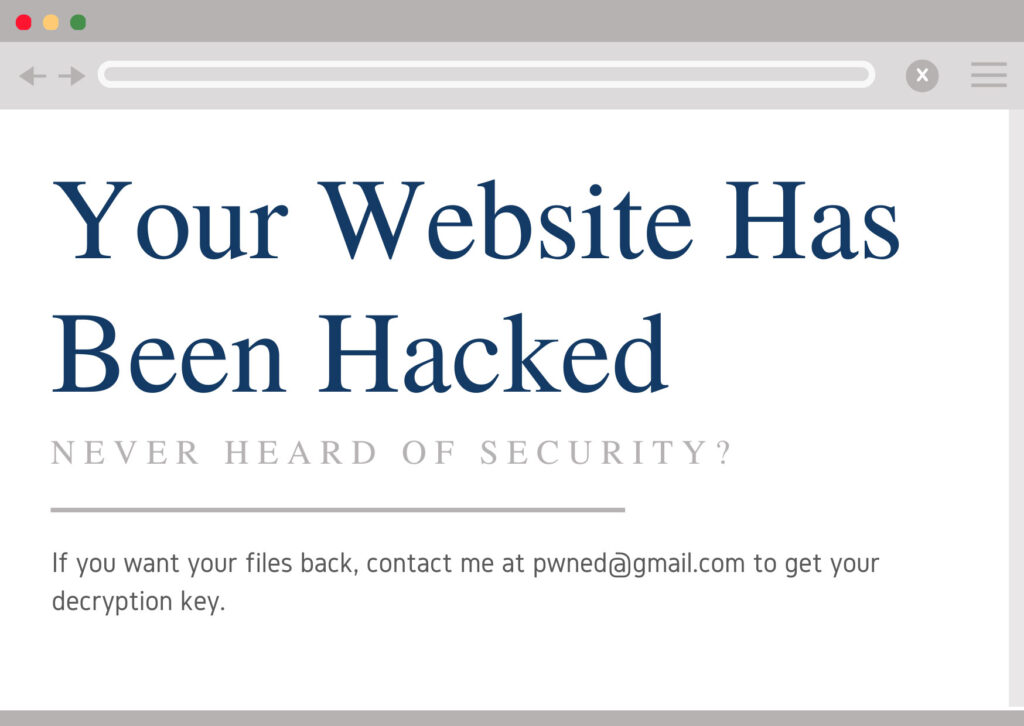 x
Your Website Has
Been Hacked
NEVER HEARD OF SECURITY?
If you want your files back, contact me at pwned@gmail.com to get your
decryption key.